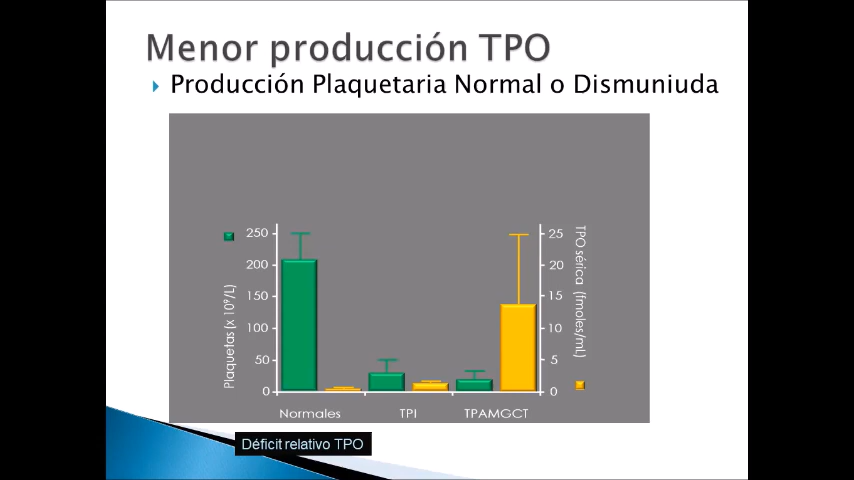 Menor producción TPO
Producción Plaquetaria Normal o Dismuniuda
Plaquetas (x 10⁹/L)
250
200
150
100
50
0
TPO sérica (fmoles/mL)
25
20
15
10
5
0
Normales
TPI
TPAMGCT
Déficit relativo TPO